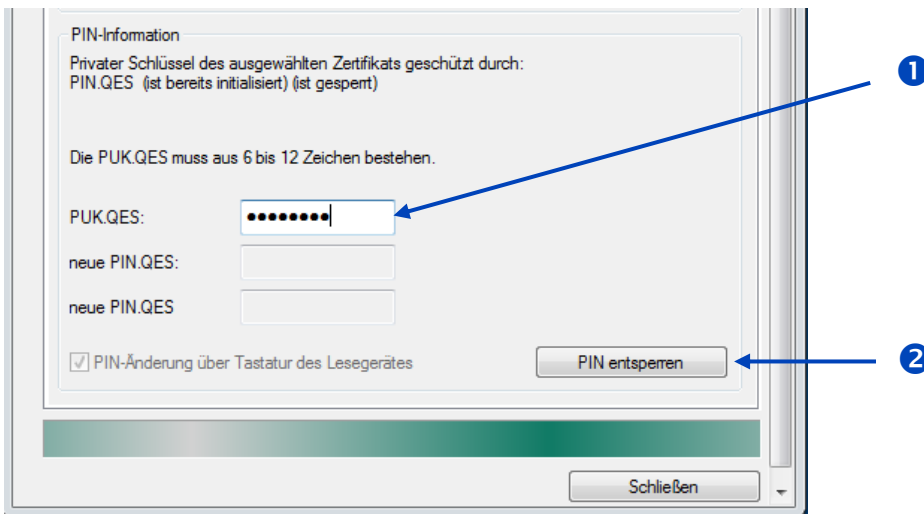 PIN-Information
Privater Schlüssel des ausgewählten Zertifikats geschützt durch:
PIN.QES (ist bereits initialisiert) (ist gesperrt)
Die PUK.QES muss aus 6 bis 12 Zeichen bestehen.
PUK.QES: ●●●●●●●●
neue PIN.QES:
neue PIN.QES
PIN-Änderung über Tastatur des Lesegerätes
PIN entsperren
Schließen
1
2